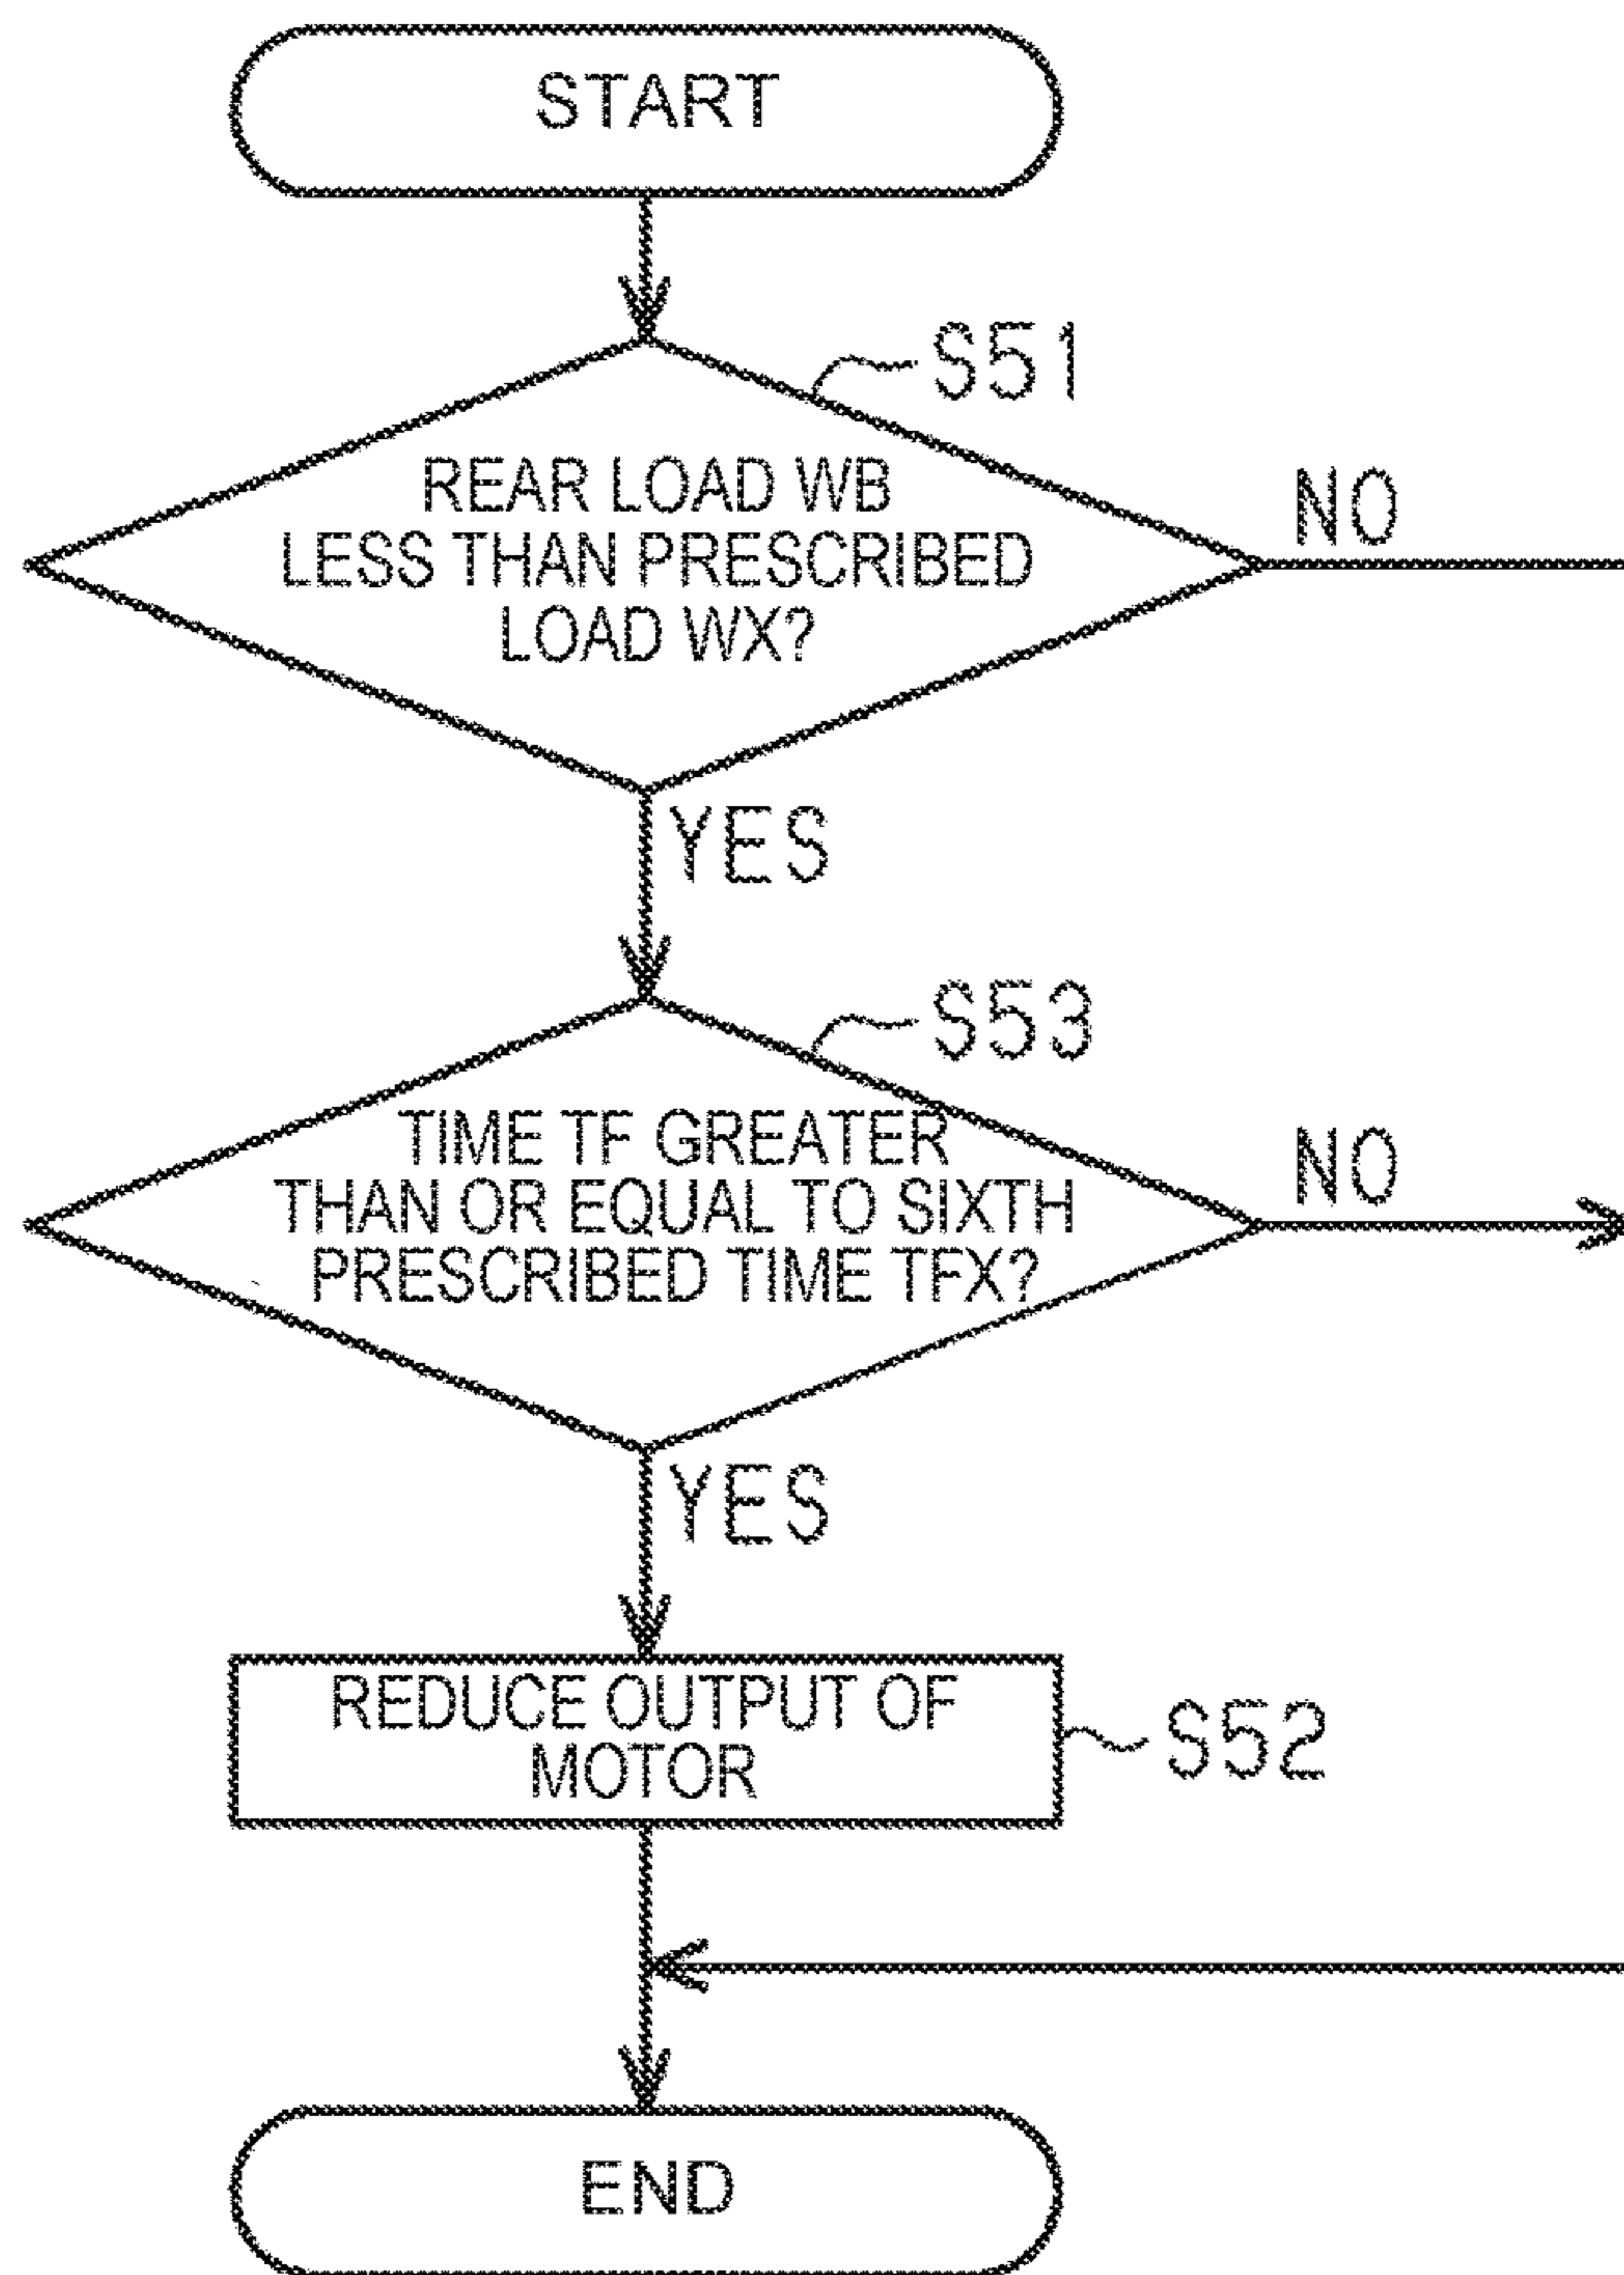 START
S51
REAR LOAD WB
LESS THAN PRESCRIBED
LOAD WX?
NO
YES
S53
TIME TF GREATER
THAN OR EQUAL TO SIXTH
PRESCRIBED TIME TFX?
NO
YES
REDUCE OUTPUT OF
MOTOR
S52
END